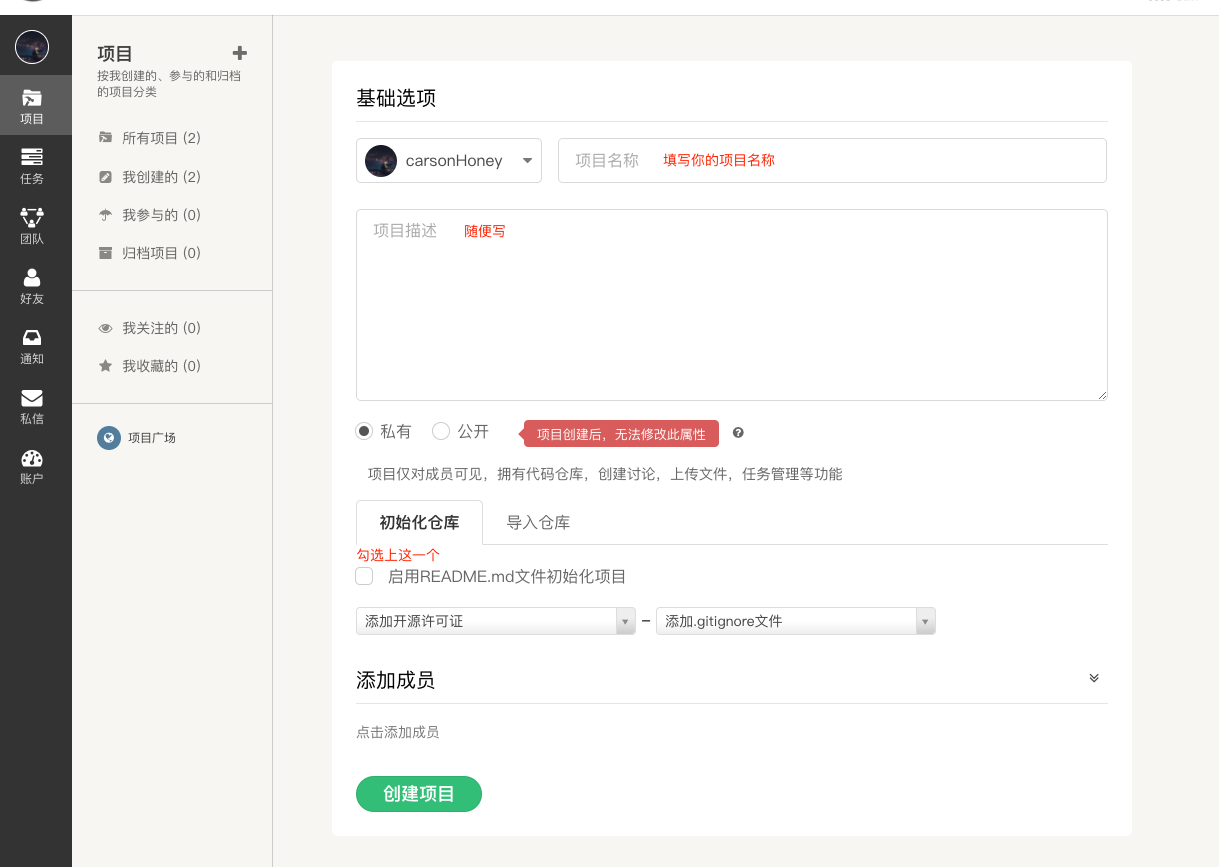 项目
任务
团队
好友
通知
私信
账户
项目
按我创建的、参与的和归档
的项目分类
所有项目 (2)
我创建的 (2)
我参与的 (0)
归档项目 (0)
我关注的 (0)
我收藏的 (0)
项目广场
基础选项
carsonHoney 项目名称 填写你的项目名称
项目描述 随便写
私有 公开 项目创建后，无法修改此属性
项目仅对成员可见，拥有代码仓库，创建讨论，上传文件，任务管理等功能
初始化仓库 导入仓库
勾选上这一个
启用README.md文件初始化项目
添加开源许可证 – 添加.gitignore文件
添加成员
点击添加成员
创建项目